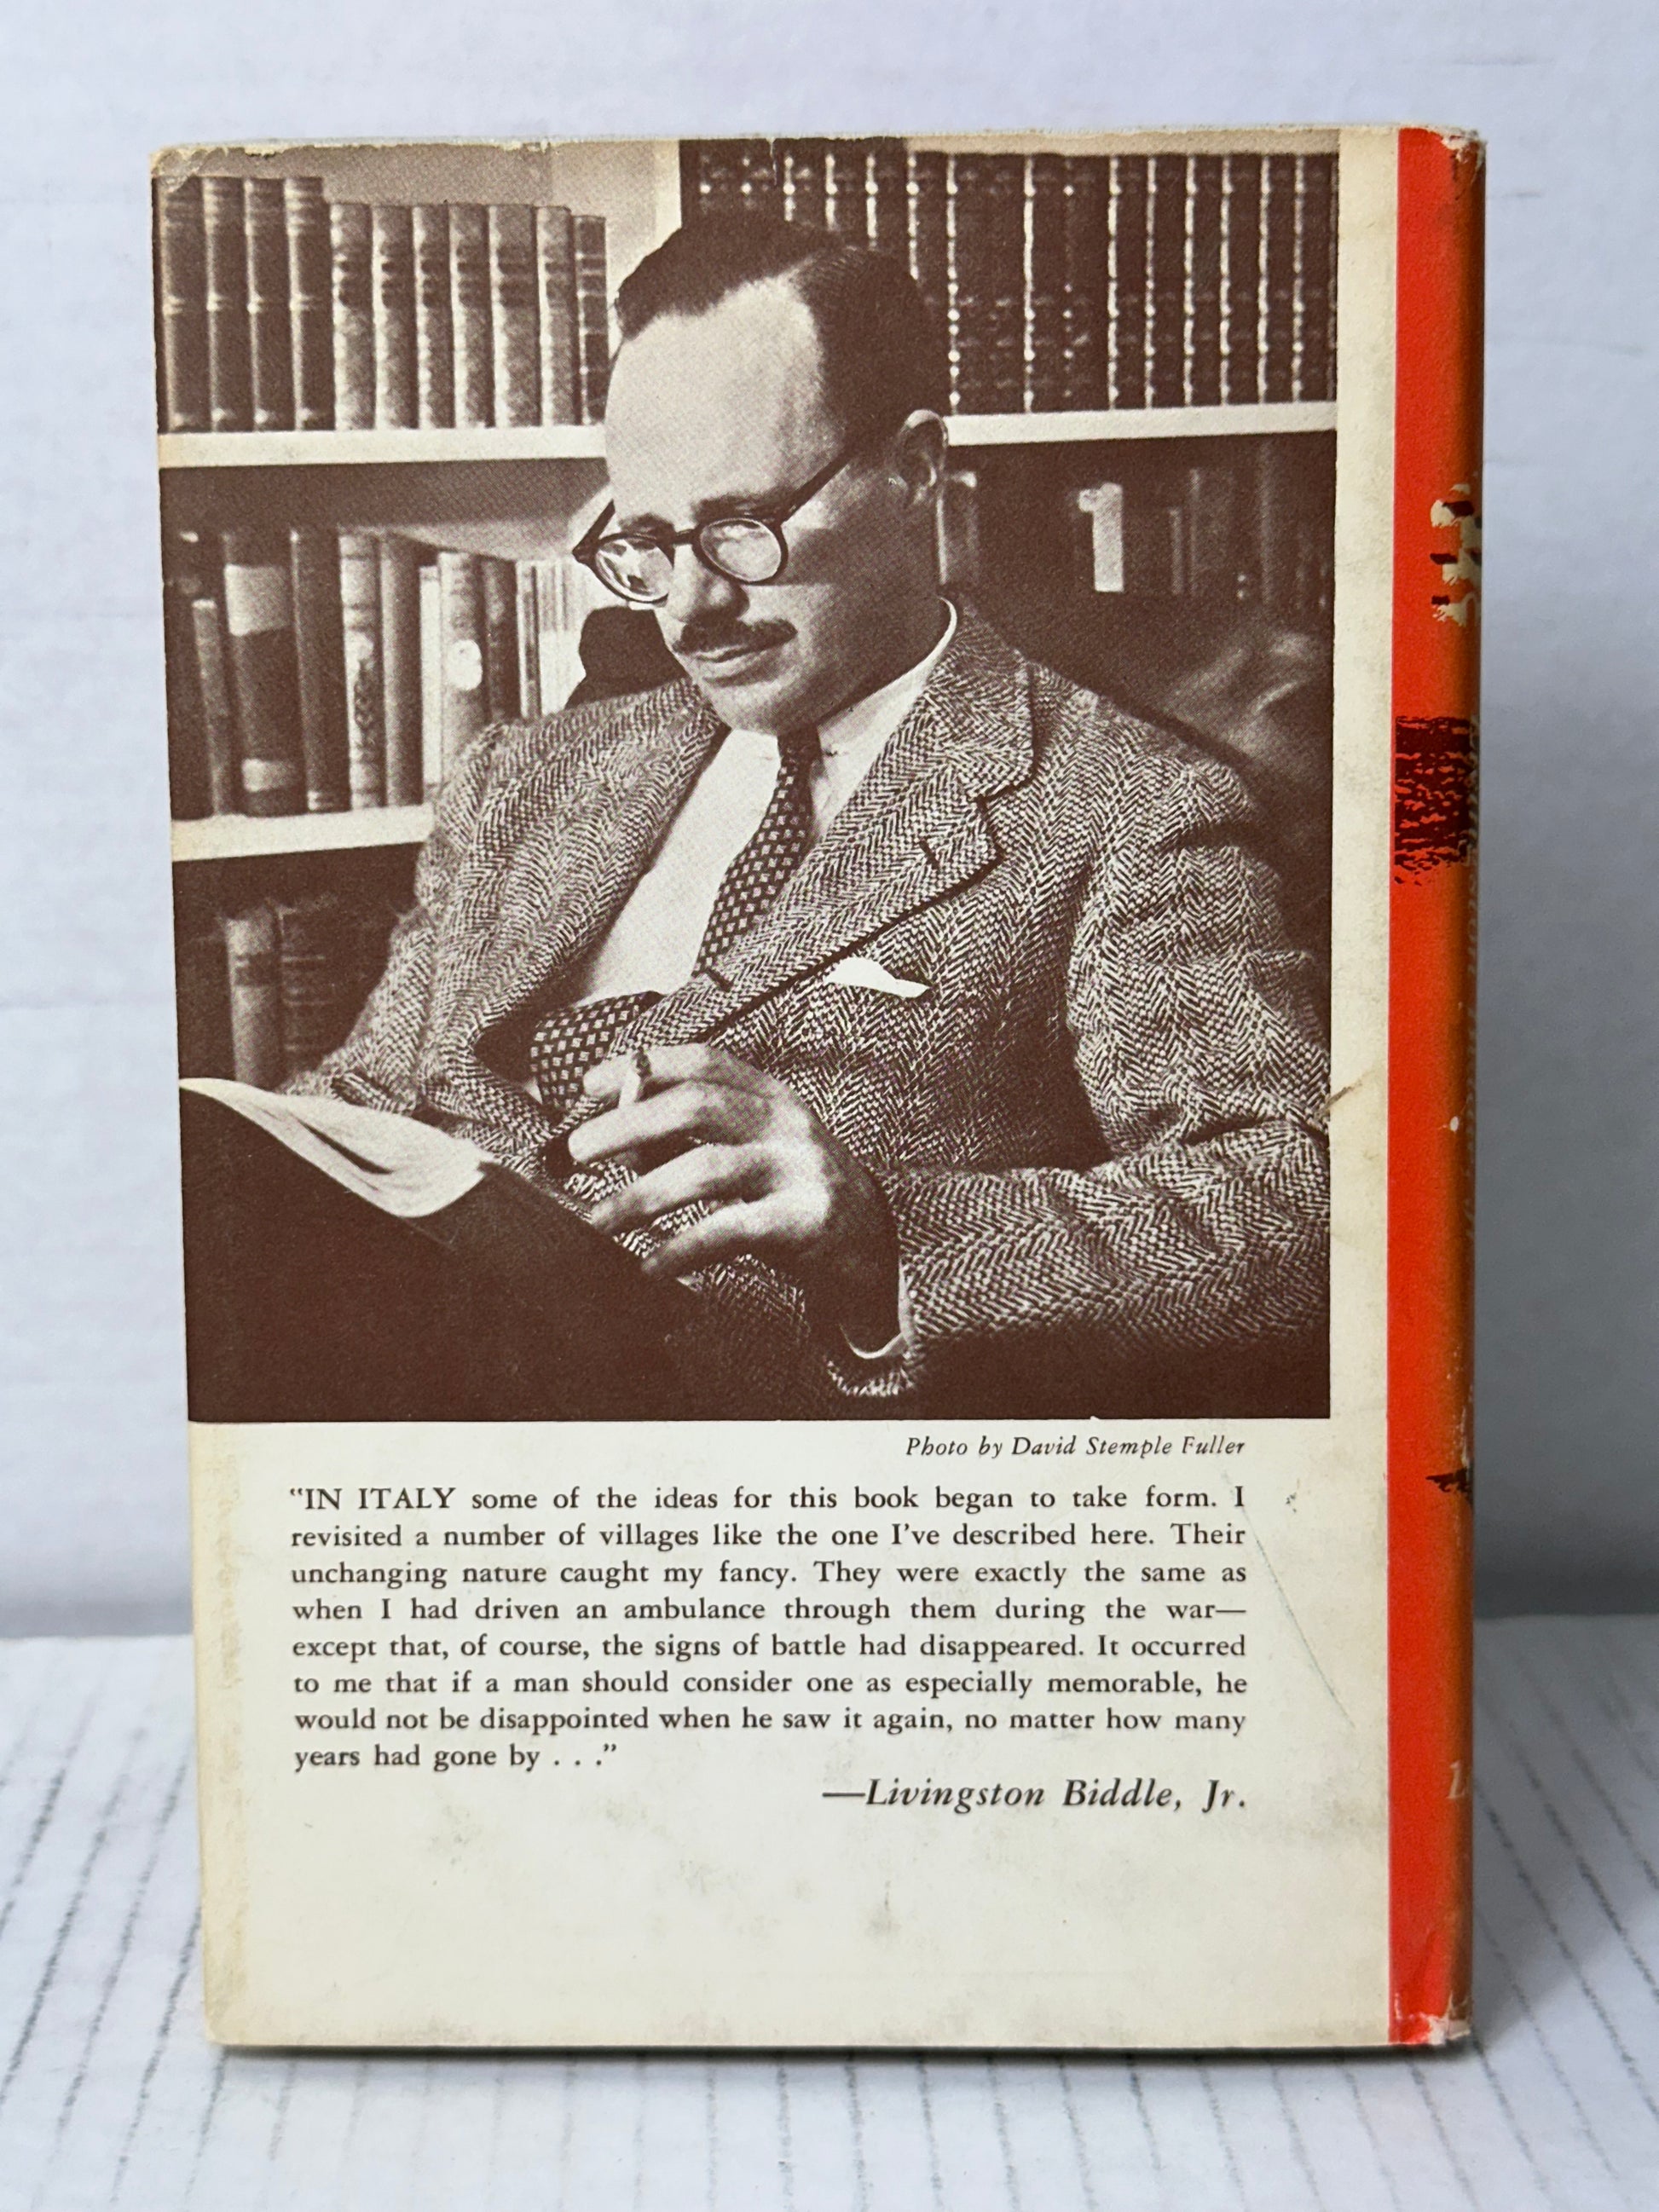 Photo by David Stemple Fuller
"IN ITALY some of the ideas for this book began to take form. I
revisited a number of villages like the one I've described here. Their
unchanging nature caught my fancy. They were exactly the same as
when I had driven an ambulance through them during the war—
except that, of course, the signs of battle had disappeared. It occurred
to me that if a man should consider one as especially memorable, he
would not be disappointed when he saw it again, no matter how many
years had gone by . . ."
—Livingston Biddle, Jr.